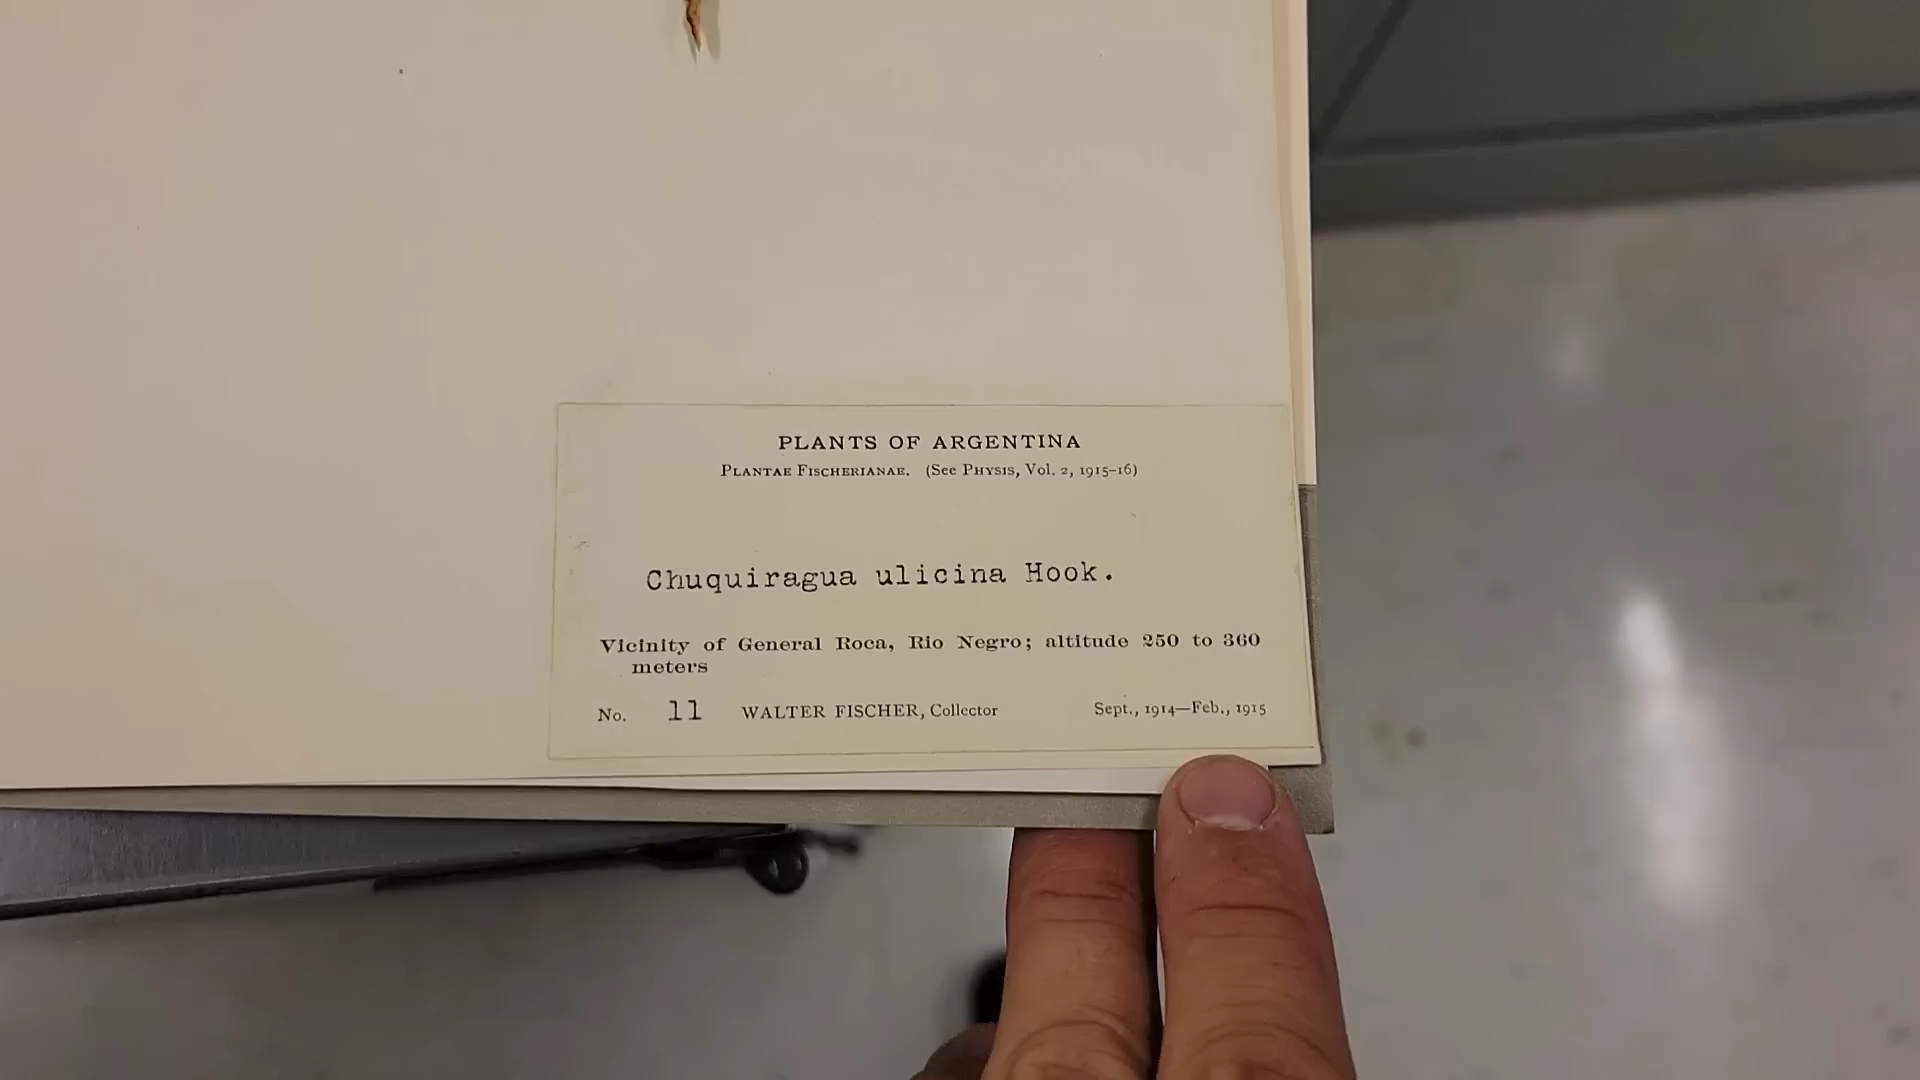 PLANTS OF ARGENTINA
PLANTAE FISCHERIANAE. (See PHYSIS, Vol. 2, 1915–16)
Chuquiragua ulicina Hook.
Vicinity of General Roca, Rio Negro; altitude 250 to 360
meters
No. 11 WALTER FISCHER, Collector Sept., 1914—Feb., 1915